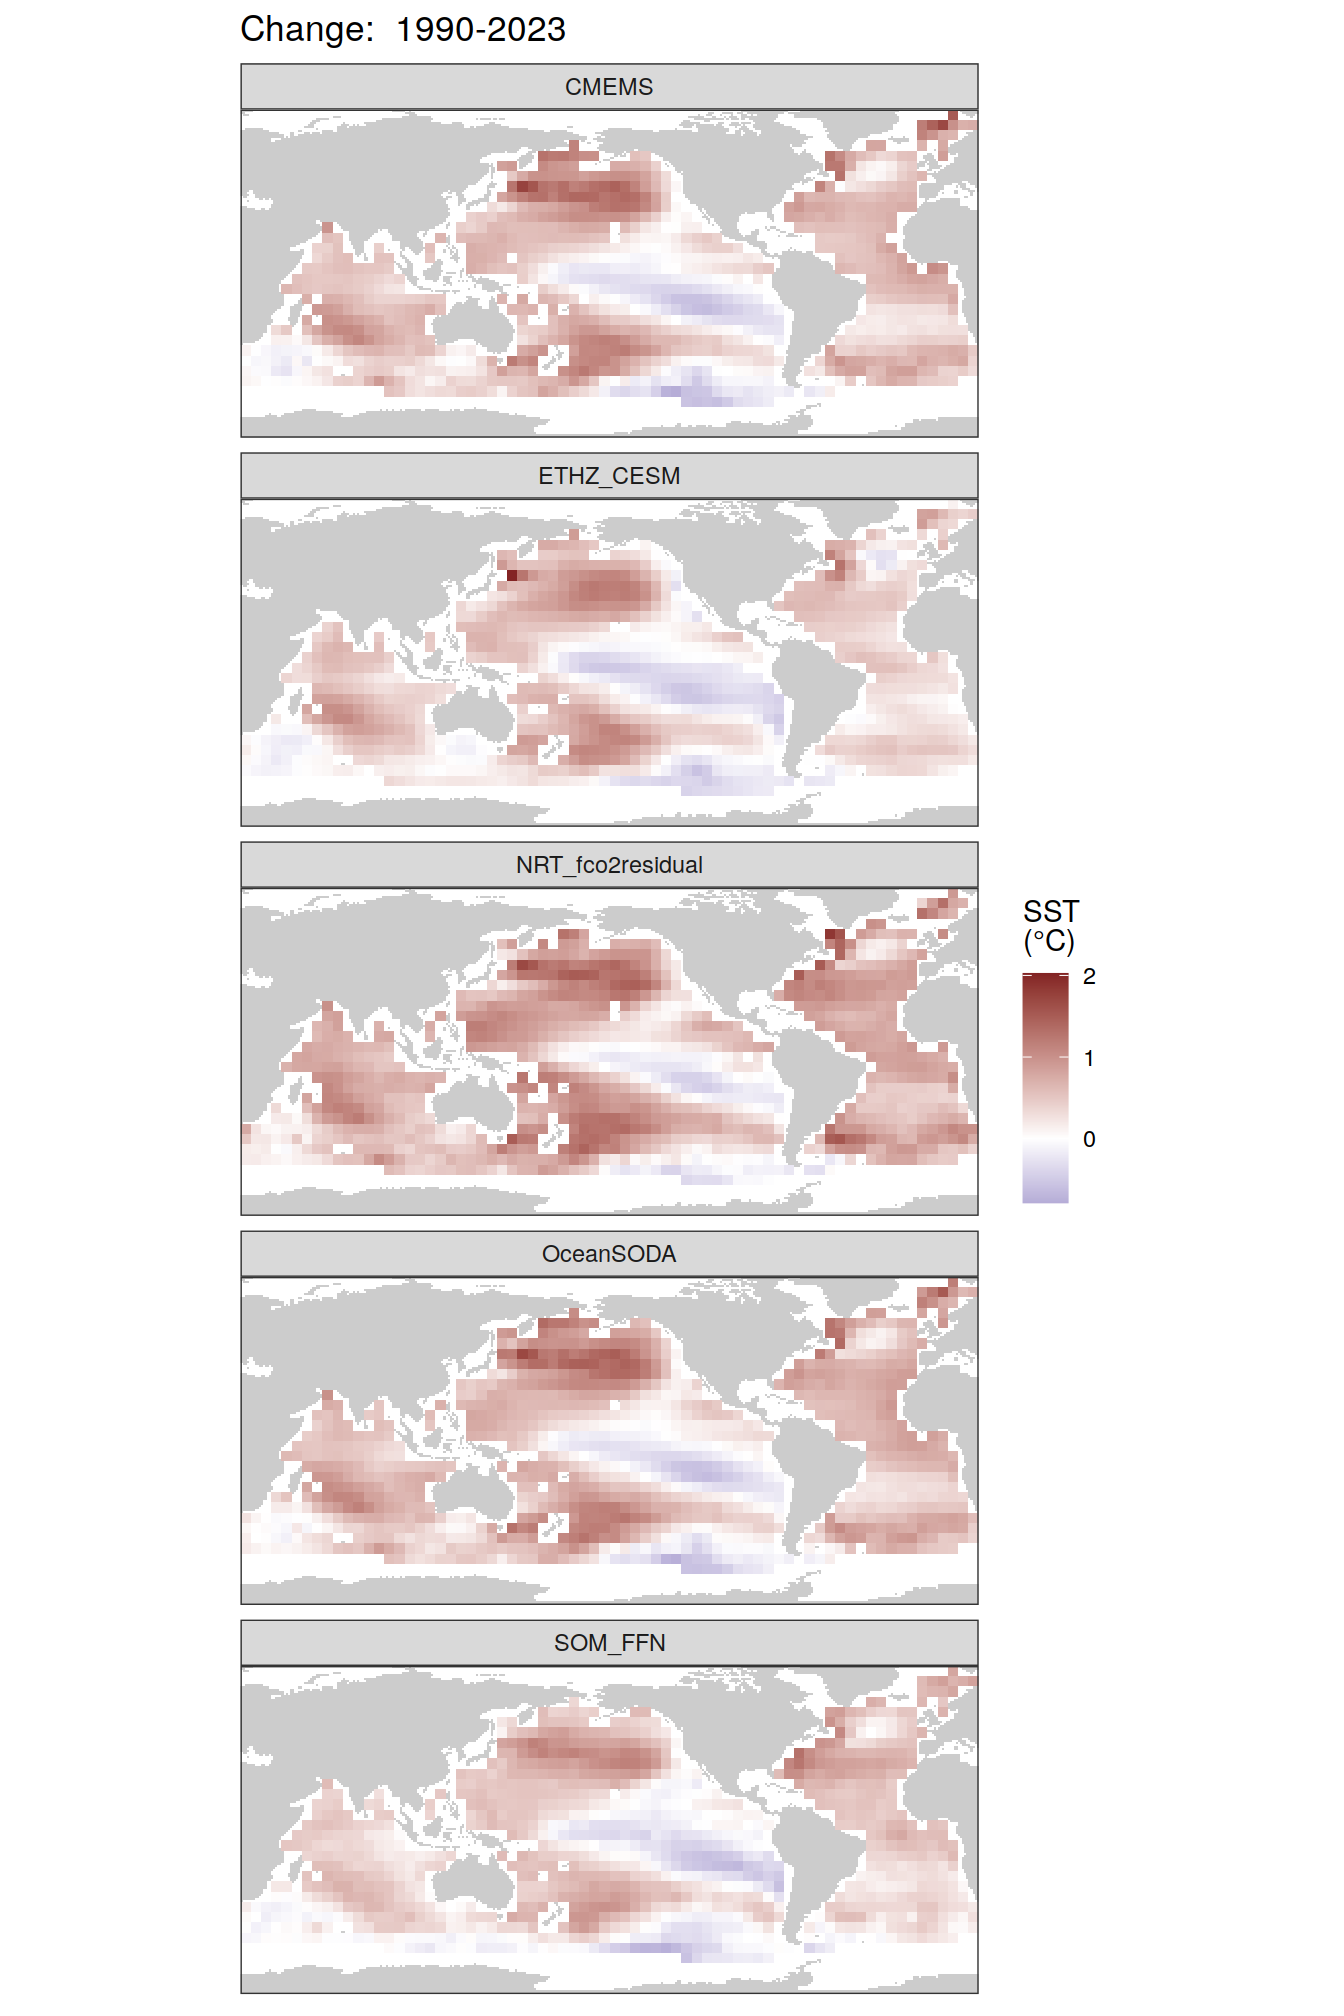 Change: 1990-2023
CMEMS
ETHZ_CESM
NRT_fco2residual
SST
(°C)
2
1
0
OceanSODA
SOM_FFN